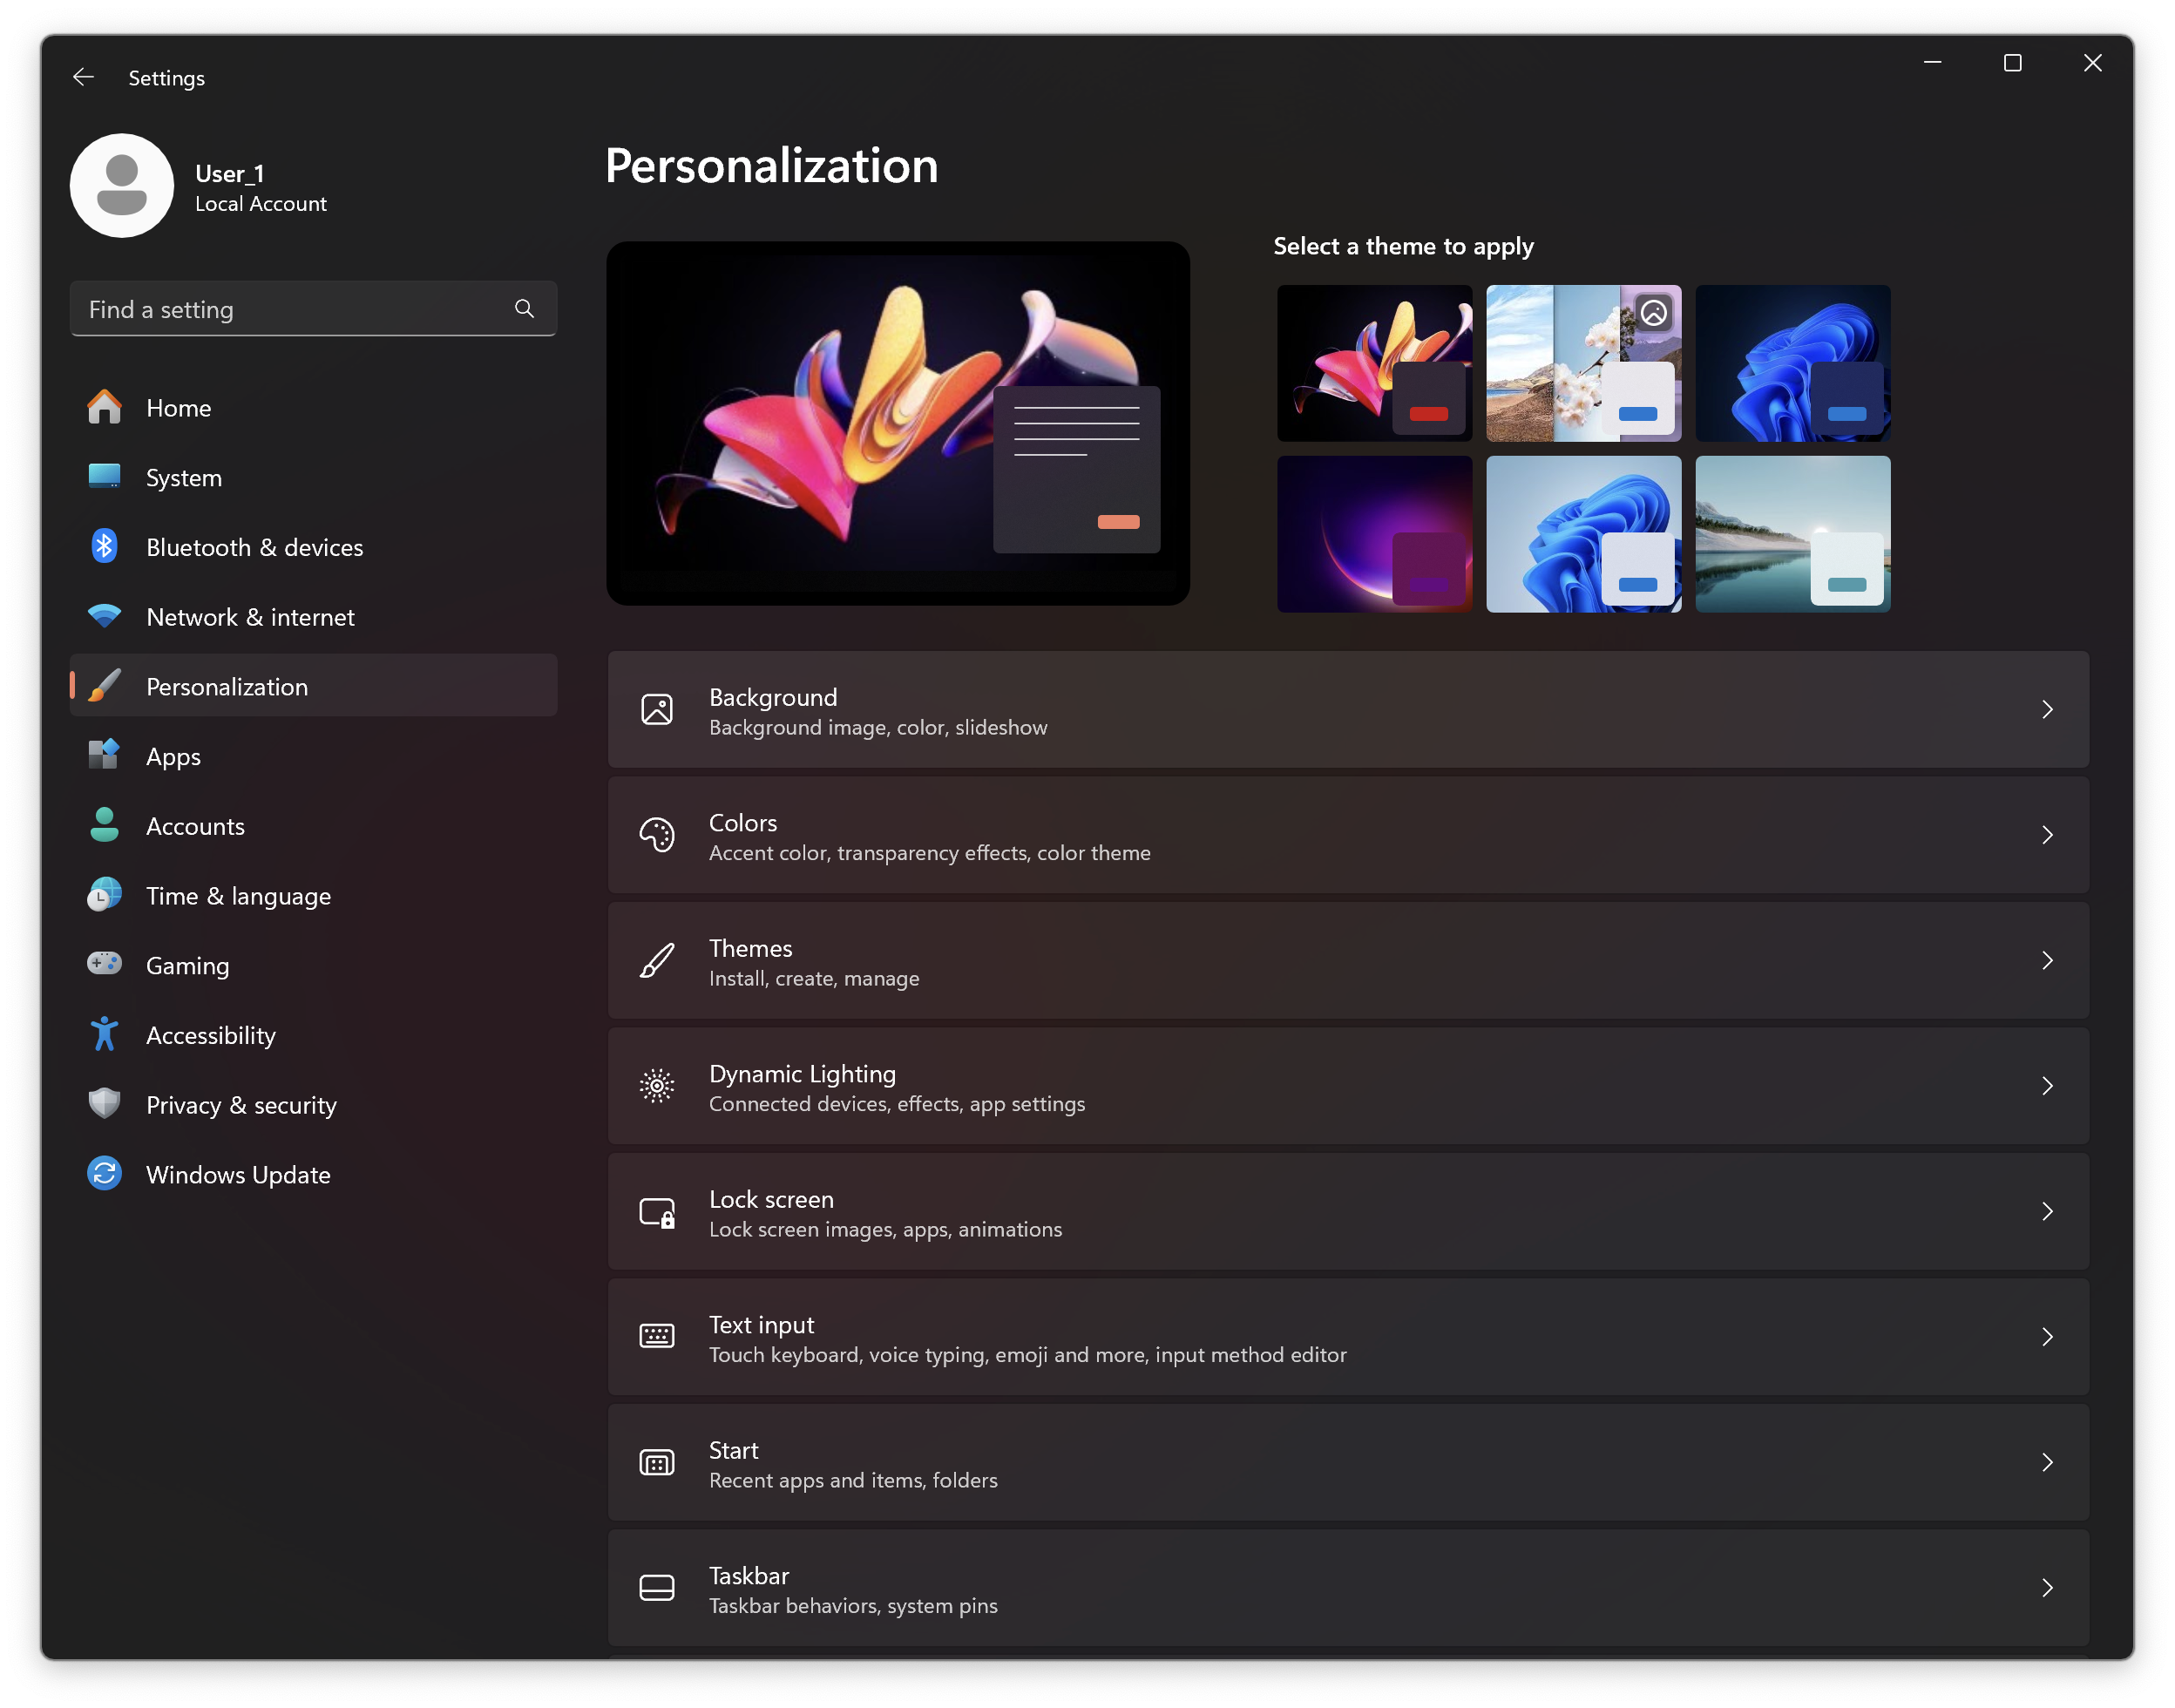 Settings
User_1
Local Account
Find a setting
Home
System
Bluetooth & devices
Network & internet
Personalization
Apps
Accounts
Time & language
Gaming
Accessibility
Privacy & security
Windows Update
Personalization
Select a theme to apply
Background
Background image, color, slideshow
Colors
Accent color, transparency effects, color theme
Themes
Install, create, manage
Dynamic Lighting
Connected devices, effects, app settings
Lock screen
Lock screen images, apps, animations
Text input
Touch keyboard, voice typing, emoji and more, input method editor
Start
Recent apps and items, folders
Taskbar
Taskbar behaviors, system pins